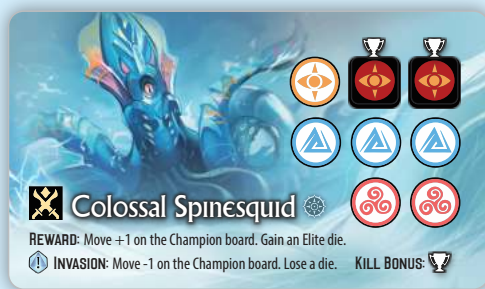 Colossal Spinesquid
REWARD: Move +1 on the Champion board. Gain an Elite die.
INVASION: Move -1 on the Champion board. Lose a die. KILL BONUS: